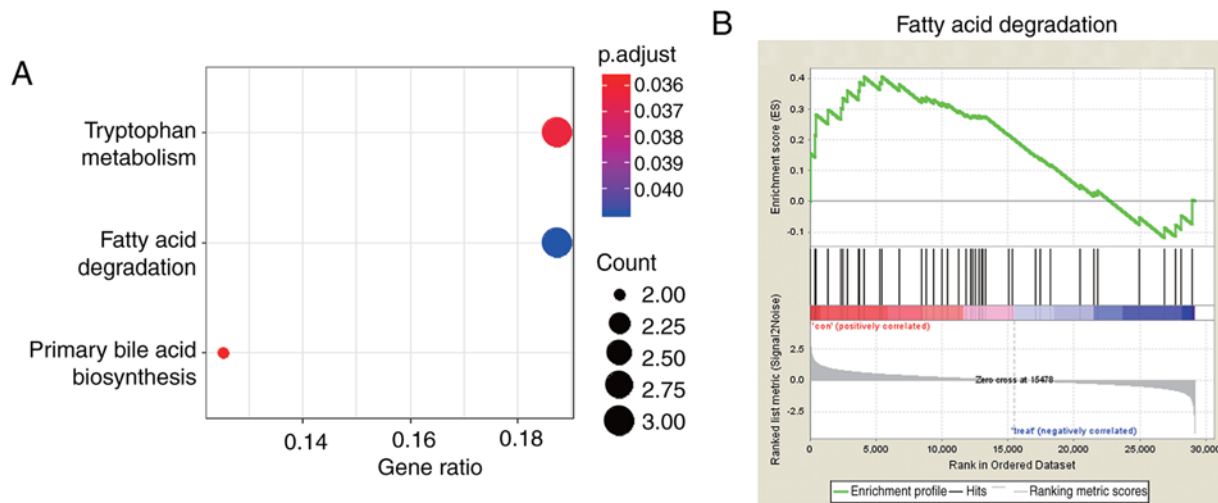 A
Tryptophan
metabolism
Fatty acid
degradation
Primary bile acid
biosynthesis
0.14
0.16
0.18
Gene ratio
p.adjust
0.036
0.037
0.038
0.039
0.040
Count
2.00
2.25
2.50
2.75
3.00
B
Fatty acid degradation
Enrichment score (ES)
0.4
0.3
0.2
0.1
0.0
-0.1
'con' (positively correlated)
Ranked list metric (Signal2Noise)
2.5
0.0
-2.5
Zero cross at 15478
'treat' (negatively correlated)
0
5,000
10,000
15,000
20,000
25,000
30,000
Rank in Ordered Dataset
Enrichment profile
Hits
Ranking metric scores